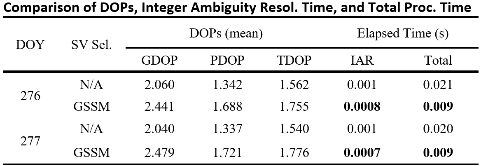 Comparison of DOPs, Integer Ambiguity Resol. Time, and Total Proc. Time
DOY SV Sel. DOPs (mean) Elapsed Time (s)
GDOP PDOP TDOP IAR Total
276 N/A 2.060 1.342 1.562 0.001 0.021
GSSM 2.441 1.688 1.755 0.0008 0.009
277 N/A 2.040 1.337 1.540 0.001 0.020
GSSM 2.479 1.721 1.776 0.0007 0.009